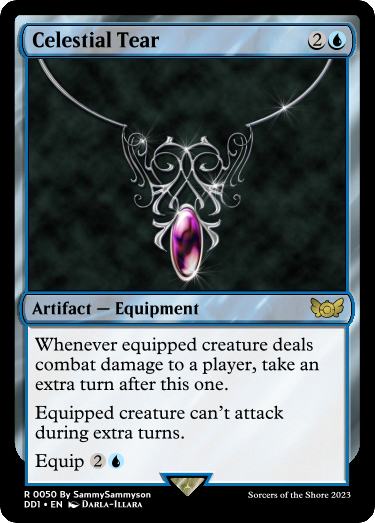 Celestial Tear 2
Artifact — Equipment
Whenever equipped creature deals
combat damage to a player, take an
extra turn after this one.
Equipped creature can't attack
during extra turns.
Equip 2
R 0050 By SammySammyson
DD1 • EN Darla-Illara
Sorcers of the Shore 2023